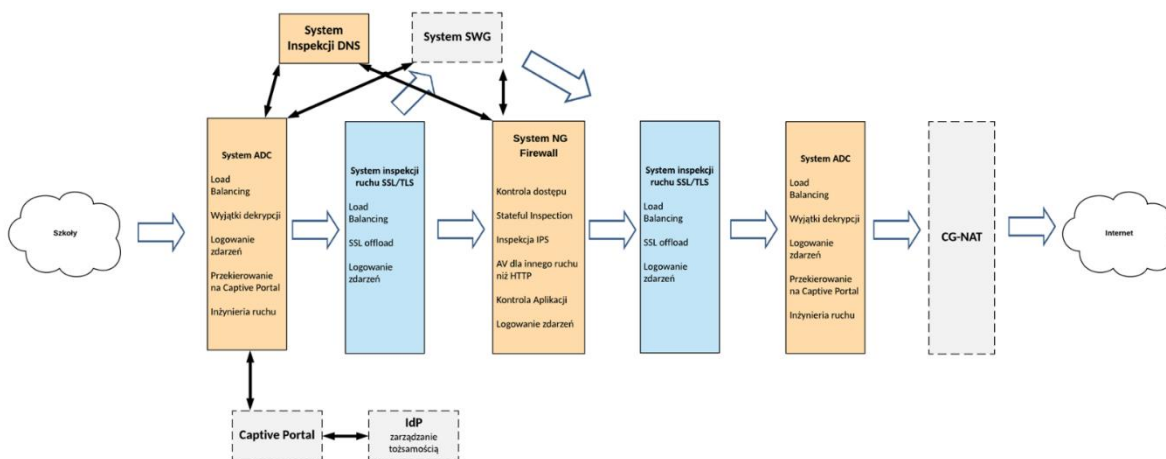 System
Inspekcji DNS
System SWG
Szkoły
System ADC
Load
Balancing
Wyjątki dekrypcji
Logowanie
zdarzeń
Przekierowanie
na Captive Portal
Inżynieria ruchu
System inspekcji
ruchu SSL/TLS
Load
Balancing
SSL offload
Logowanie
zdarzeń
System NG
Firewall
Kontrola dostępu
Stateful Inspection
Inspekcja IPS
AV dla innego ruchu
niż HTTP
Kontrola Aplikacji
Logowanie zdarzeń
System inspekcji
ruchu SSL/TLS
Load
Balancing
SSL offload
Logowanie
zdarzeń
System ADC
Load
Balancing
Wyjątki dekrypcji
Logowanie
zdarzeń
Przekierowanie
na Captive Portal
Inżynieria ruchu
CG-NAT
Internet
Captive Portal
IdP
zarządzanie
tożsamością